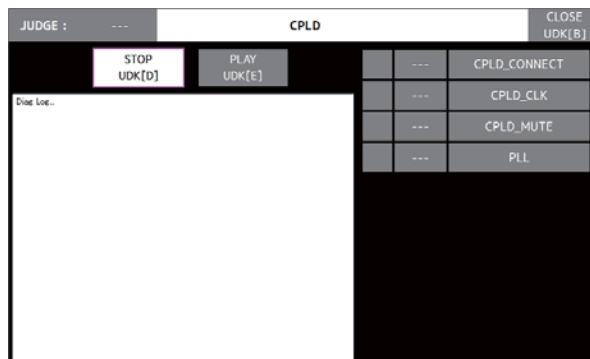 JUDGE : --- CPLD CLOSE
UDK[B]
STOP
UDK[D]
PLAY
UDK[E]
Diag Log..
--- CPLD_CONNECT
--- CPLD_CLK
--- CPLD_MUTE
--- PLL